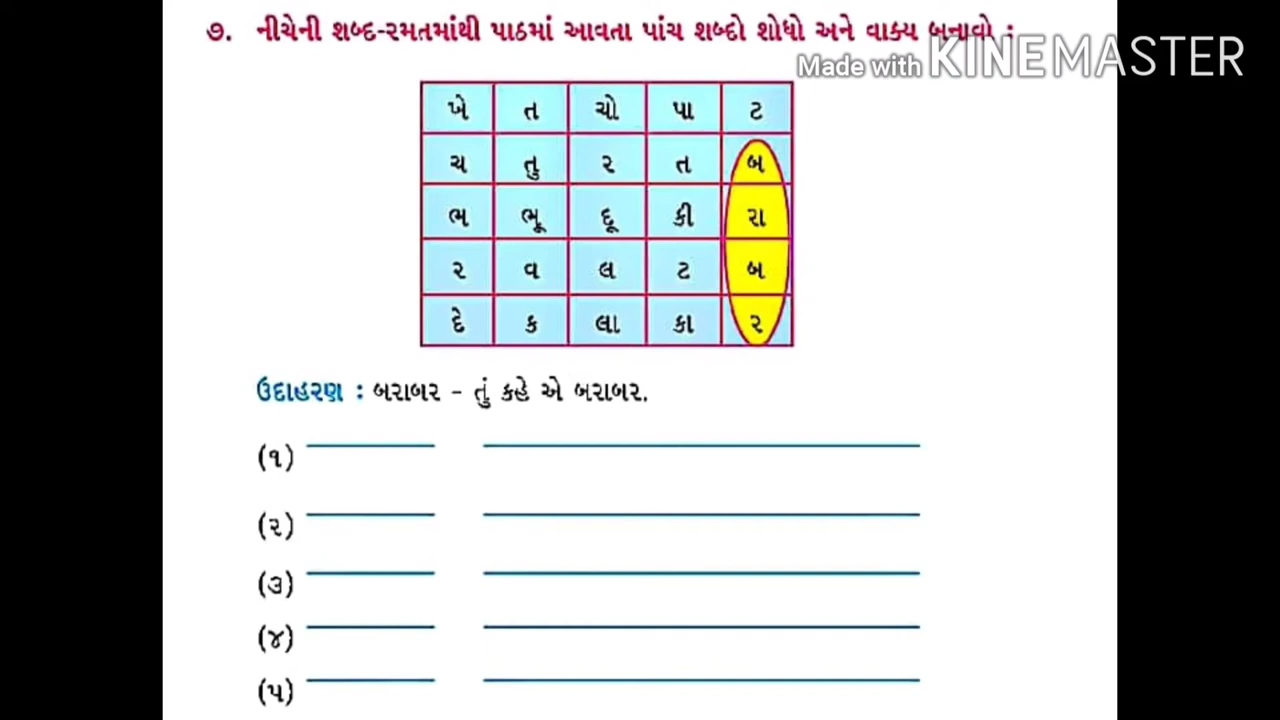 ૭. નીચેની શબ્દ-રમતમાંથી પાઠમાં આવતા પાંચ શબ્દો શોધો અને વાક્ય બનાવો :
Made with KINEMASTER
ખે ત ચો પા ટ
ચ તુ ર ત બ
ભ ભૂ દૂ કી રા
ર વ લ ટ બ
દે ક લા કા ર
ઉદાહરણ : બરાબર - તું કહે એ બરાબર.
(૧)
(૨)
(૩)
(૪)
(૫)